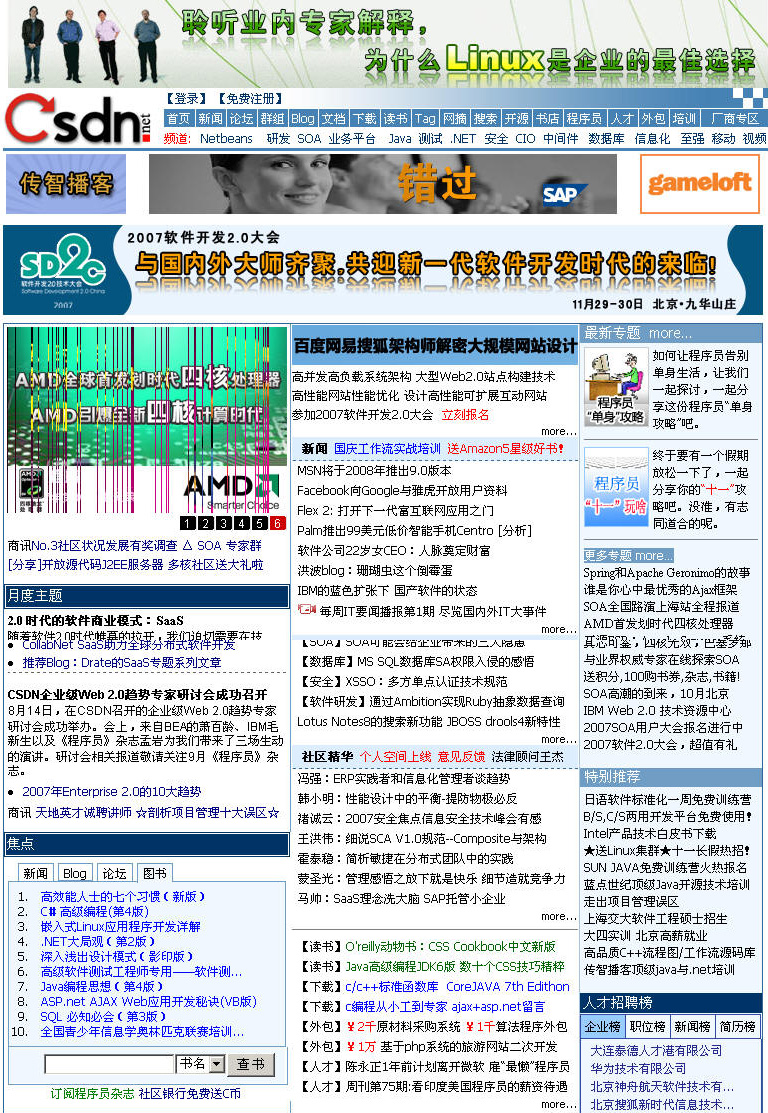 聆听业内专家解释,
为什么Linux是企业的最佳选择
Csdn.net
【登录】 【免费注册】
首页 新闻 论坛 群组 Blog 文档 下载 读书 Tag 网摘 搜索 开源 书店 程序员 人才 外包 培训 厂商专区
频道: Netbeans 研发 SOA 业务平台 Java 测试 .NET 安全 CIO 中间件 数据库 信息化 至强 移动 视频
传智播客
错过
SAP
gameloft
SD2C
软件开发2.0技术大会
Software Development 2.0 China
2007
2007软件开发2.0大会
与国内外大师齐聚,共迎新一代软件开发时代的来临!
11月29-30日 北京·九华山庄
AMD全球首发划时代四核处理器
AMD引爆全新四核计算时代
AMD
Smarter Choice
1 2 3 4 5 6
商讯No.3社区状况发展有奖调查 △ SOA 专家群
[分享]开放源代码J2EE服务器 多核社区送大礼啦
月度主题
2.0 时代的软件商业模式：SaaS
随着软件2.0时代帷幕的拉开，我们迫切需要在技
● CollabNet SaaS助力全球分布式软件开发
● 推荐Blog：Drate的SaaS专题系列文章
CSDN企业级Web 2.0趋势专家研讨会成功召开
8月14日，在CSDN召开的企业级Web 2.0趋势专家
研讨会成功举办。会上，来自BEA的萧百龄、IBM毛
新生以及《程序员》杂志孟岩为我们带来了三场生动
的演讲。研讨会相关报道敬请关注9月《程序员》杂
志。
● 2007年Enterprise 2.0的10大趋势
商讯 天地英才诚聘讲师 ☆剖析项目管理十大误区☆
焦点
新闻 Blog 论坛 图书
1. 高效能人士的七个习惯（新版）
2. C# 高级编程(第4版)
3. 嵌入式Linux应用程序开发详解
4. .NET大局观（第2版）
5. 深入浅出设计模式（影印版）
6. 高级软件测试工程师专用——软件测...
7. Java编程思想（第4版）
8. ASP.net AJAX Web应用开发秘诀(VB版)
9. SQL 必知必会（第3版）
10. 全国青少年信息学奥林匹克联赛培训...
书名 查 书
订阅程序员杂志 社区银行免费送C币
百度网易搜狐架构师解密大规模网站设计
高并发高负载系统架构 大型Web2.0站点构建技术
高性能网站性能优化 设计高性能可扩展互动网站
参加2007软件开发2.0大会 立刻报名
more...
新闻 国庆工作流实战培训 送Amazon5星级好书!
MSN将于2008年推出9.0版本
Facebook向Google与雅虎开放用户资料
Flex 2: 打开下一代富互联网应用之门
Palm推出99美元低价智能手机Centro [分析]
软件公司22岁女CEO：人脉奠定财富
洪波blog：珊瑚虫这个倒霉蛋
IBM的蓝色扩张下 国产软件的状态
每周IT要闻播报第1期 尽览国内外IT大事件
more...
【SOA】SOA可能会给企业带来的三大隐患
【数据库】MS SQL数据库SA权限入侵的感悟
【安全】XSSO：多方单点认证技术规范
【软件研发】通过Ambition实现Ruby抽象数据查询
Lotus Notes8的搜索新功能 JBOSS drools4新特性
more...
社区精华 个人空间上线 意见反馈 法律顾问王杰
冯强：ERP实践者和信息化管理者谈趋势
韩小明：性能设计中的平衡-提防物极必反
褚诚云：2007安全焦点信息安全技术峰会有感
王洪伟：细说SCA V1.0规范--Composite与架构
霍泰稳：简析敏捷在分布式团队中的实践
蒙圣光：管理感悟之放下就是快乐 细节造就竞争力
马帅：SaaS理念洗大脑 SAP托管小企业
more...
【读书】O'reilly动物书：CSS Cookbook中文新版
【读书】Java高级编程JDK6版 数十个CSS技巧精粹
【下载】c/c++标准函数库 CoreJAVA 7th Edithion
【下载】c编程从小工到专家 ajax+asp.net留言
【外包】¥2千原材料采购系统 ¥1千算法程序外包
【外包】¥1万 基于php系统的旅游网站二次开发
【人才】陈永正1年前计划离开微软 雇"最懒"程序员
【人才】周刊第75期:看印度美国程序员的薪资待遇
more...
最新专题 more...
程序员
"单身"攻略
如何让程序员告别
单身生活，让我们
一起探讨，一起分
享这份程序员"单身
攻略"吧。
程序员
"十一"玩啥
终于要有一个假期
放松一下了，一起
分享你的"十一"攻
略吧。没准，有志
同道合的呢。
更多专题 more...
Spring和Apache Geronimo的故事
谁是你心中最优秀的Ajax框架
SOA全国路演上海站全程报道
AMD首发划时代四核处理器
与业界权威专家在线探索SOA
送积分,100购书券,杂志,书籍!
SOA高潮的到来，10月北京
IBM Web 2.0 技术资源中心
2007SOA用户大会报名进行中
2007软件2.0大会，超值有礼
特别推荐
日语软件标准化一周免费训练营
B/S,C/S两用开发平台免费使用!
Intel产品技术白皮书下载
★送Linux集群★十一长假热招!
SUN JAVA免费训练营火热报名
蓝点世纪顶级Java开源技术培训
走出项目管理误区
上海交大软件工程硕士招生
大四实训 北京高薪就业
高品质C++流程图/工作流源码库
传智播客顶级java与.net培训
人才招聘榜
企业榜 职位榜 新闻榜 简历榜
大连泰德人才港有限公司
华为技术有限公司
北京神舟航天软件技术有...
北京搜狐新时代信息技术...